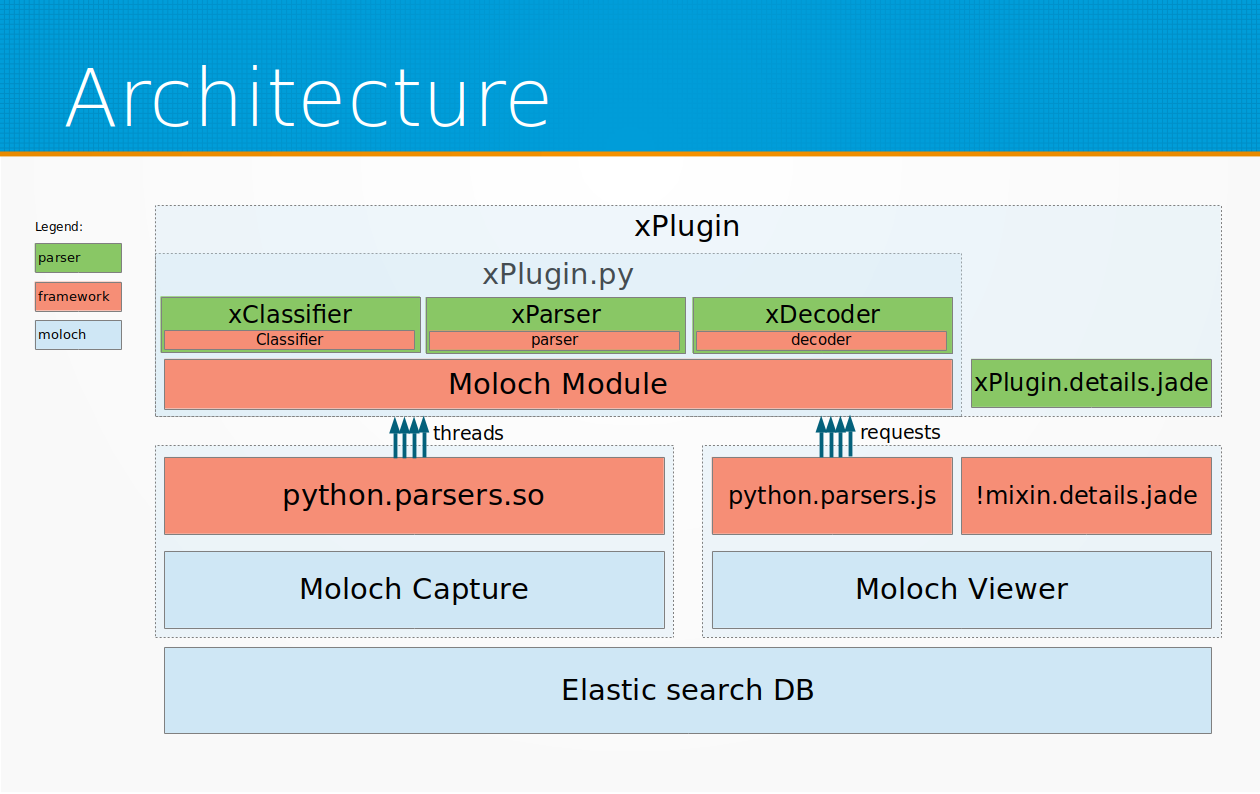 Architecture
Legend:
parser
framework
moloch
xPlugin
xPlugin.py
xClassifier
Classifier
xParser
parser
xDecoder
decoder
Moloch Module
xPlugin.details.jade
threads
requests
python.parsers.so
python.parsers.js
!mixin.details.jade
Moloch Capture
Moloch Viewer
Elastic search DB